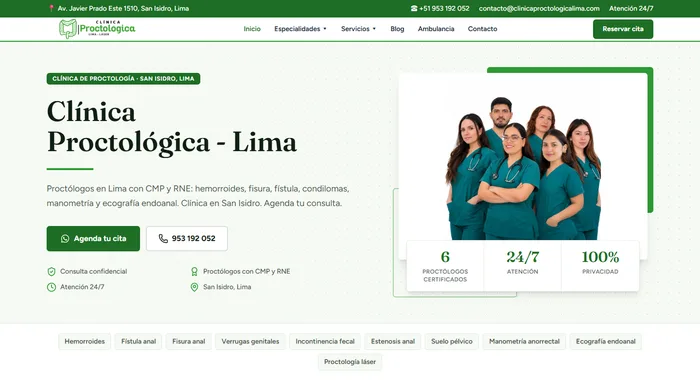 Av. Javier Prado Este 1510, San Isidro, Lima
+51 953 192 052
contacto@clinicaproctologicalima.com
Atención 24/7
CLÍNICA
Proctologica
LIMA - LASER
Inicio
Especialidades
Servicios
Blog
Ambulancia
Contacto
Reservar cita
CLÍNICA DE PROCTOLOGÍA · SAN ISIDRO, LIMA
Clínica
Proctológica - Lima
Proctólogos en Lima con CMP y RNE: hemorroides, fisura, fístula, condilomas,
manometría y ecografía endoanal. Clínica en San Isidro. Agenda tu consulta.
Agenda tu cita
953 192 052
Consulta confidencial
Proctólogos con CMP y RNE
Atención 24/7
San Isidro, Lima
6
PROCTÓLOGOS
CERTIFICADOS
24/7
ATENCIÓN
100%
PRIVACIDAD
Hemorroides
Fístula anal
Fisura anal
Verrugas genitales
Incontinencia fecal
Estenosis anal
Suelo pélvico
Manometría anorrectal
Ecografía endoanal
Proctología láser